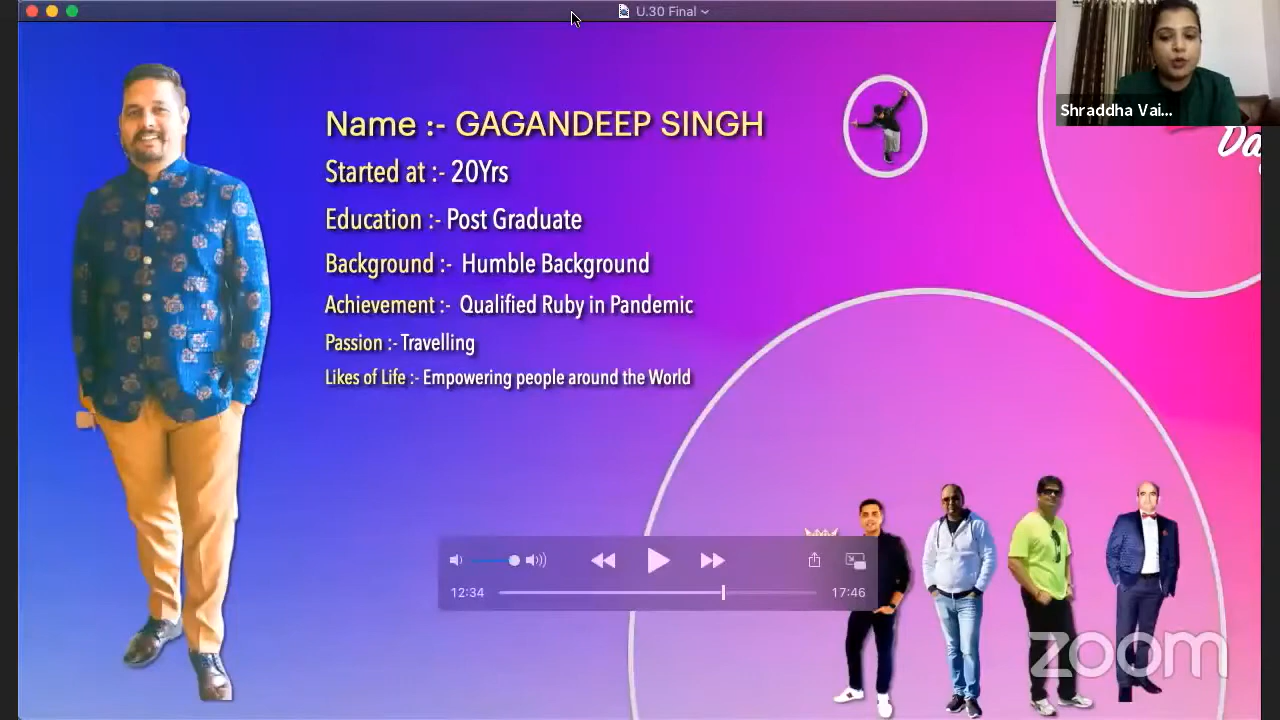 U.30 Final
Shraddha Vai...
Da
Name :- GAGANDEEP SINGH
Started at :- 20Yrs
Education :- Post Graduate
Background :- Humble Background
Achievement :- Qualified Ruby in Pandemic
Passion :- Travelling
Likes of Life :- Empowering people around the World
12:34
17:46
zoom